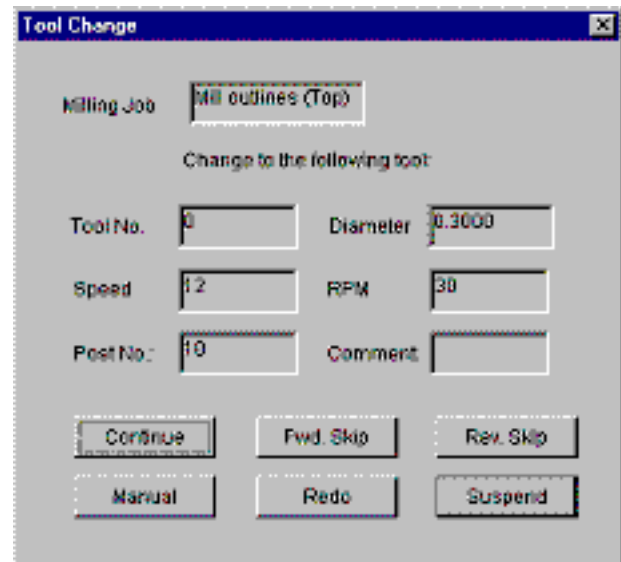 Tool Change
Milling Job Mill outlines (Top)
Change to the following tool:
Tool No. 0 Diameter 0.3000
Speed 12 RPM 30
Post No.: 10 Comment:
Continue Fwd. Skip Rev. Skip
Manual Redo Suspend